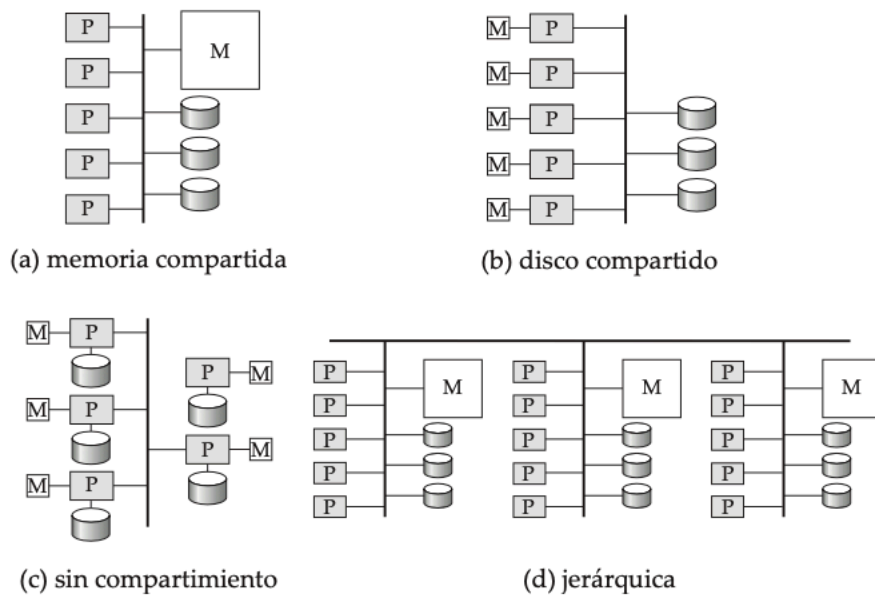 P
M
P
P
P
P
(a) memoria compartida
M P
M P
M P
M P
M P
(b) disco compartido
M P
P M
M P
P M
M P
(c) sin compartimiento
P P P
M M M
P P P
P P P
P P P
P P P
(d) jerárquica